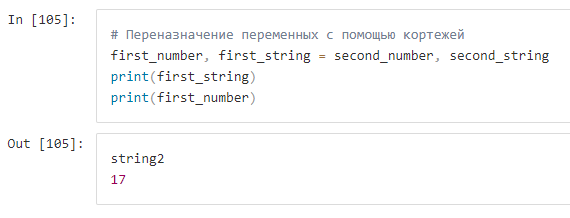 In [105]:
# Переназначение переменных с помощью кортежей
first_number, first_string = second_number, second_string
print(first_string)
print(first_number)
Out [105]:
string2
17